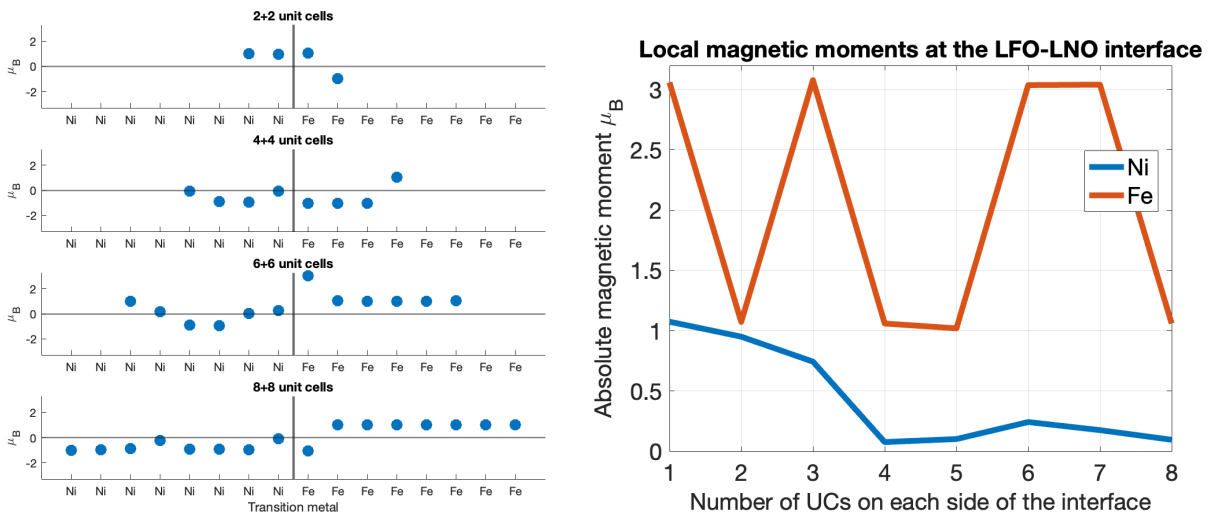 2+2 unit cells
2
0
-2
μB
Ni Ni Ni Ni Ni Ni Ni Ni Fe Fe Fe Fe Fe Fe Fe Fe
4+4 unit cells
2
0
-2
μB
Ni Ni Ni Ni Ni Ni Ni Ni Fe Fe Fe Fe Fe Fe Fe Fe
6+6 unit cells
2
0
-2
μB
Ni Ni Ni Ni Ni Ni Ni Ni Fe Fe Fe Fe Fe Fe Fe Fe
8+8 unit cells
2
0
-2
μB
Ni Ni Ni Ni Ni Ni Ni Ni Fe Fe Fe Fe Fe Fe Fe Fe
Transition metal
Local magnetic moments at the LFO-LNO interface
Absolute magnetic moment μB
3
2.5
2
1.5
1
0.5
0
Ni
Fe
1 2 3 4 5 6 7 8
Number of UCs on each side of the interface